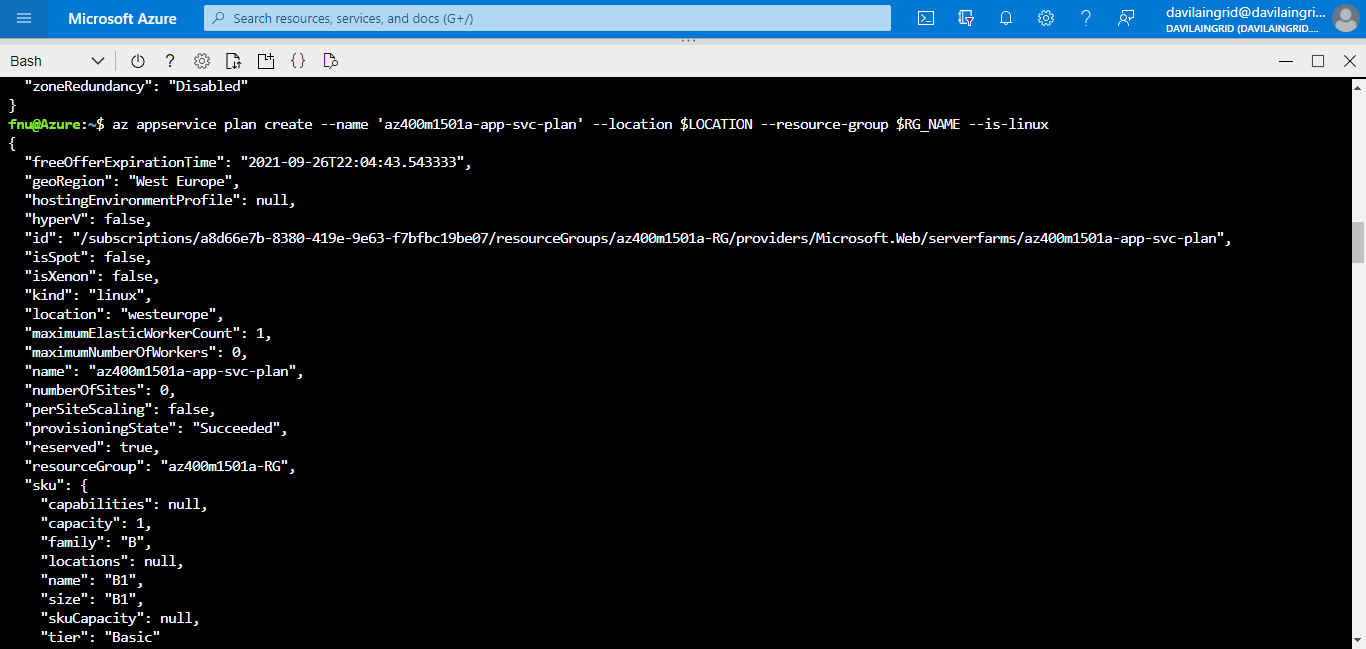 Microsoft Azure
Search resources, services, and docs (G+/)
davilaingrid@davilaingri...
DAVILAINGRID (DAVILAINGRID....
Bash
"zoneRedundancy": "Disabled"
}
fnu@Azure:~$ az appservice plan create --name 'az400m1501a-app-svc-plan' --location $LOCATION --resource-group $RG_NAME --is-linux
{
"freeOfferExpirationTime": "2021-09-26T22:04:43.543333",
"geoRegion": "West Europe",
"hostingEnvironmentProfile": null,
"hyperV": false,
"id": "/subscriptions/a8d66e7b-8380-419e-9e63-f7bfbc19be07/resourceGroups/az400m1501a-RG/providers/Microsoft.Web/serverfarms/az400m1501a-app-svc-plan",
"isSpot": false,
"isXenon": false,
"kind": "linux",
"location": "westeurope",
"maximumElasticWorkerCount": 1,
"maximumNumberOfWorkers": 0,
"name": "az400m1501a-app-svc-plan",
"numberOfSites": 0,
"perSiteScaling": false,
"provisioningState": "Succeeded",
"reserved": true,
"resourceGroup": "az400m1501a-RG",
"sku": {
"capabilities": null,
"capacity": 1,
"family": "B",
"locations": null,
"name": "B1",
"size": "B1",
"skuCapacity": null,
"tier": "Basic"